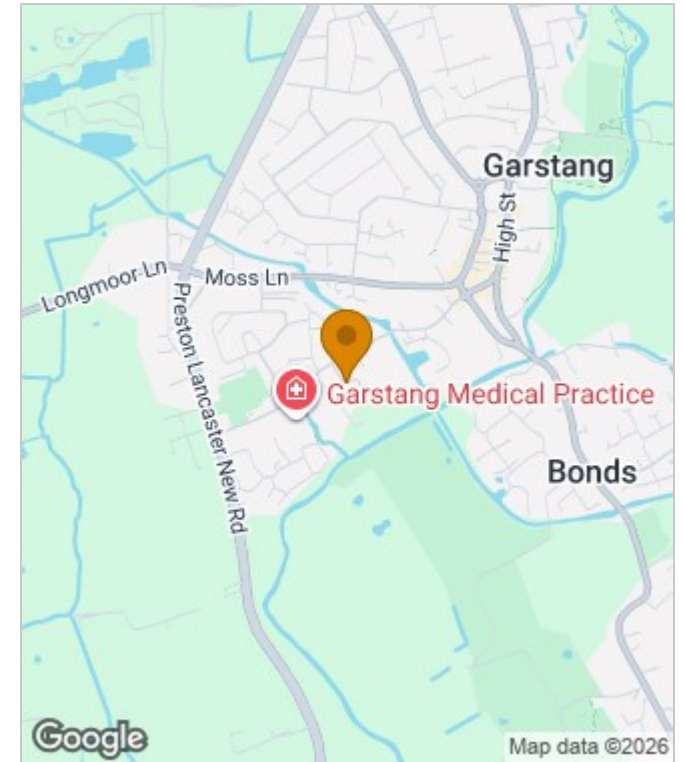 Garstang
High St
Longmoor Ln
Moss Ln
Preston Lancaster New Rd
Garstang Medical Practice
Bonds
Google
Map data ©2026